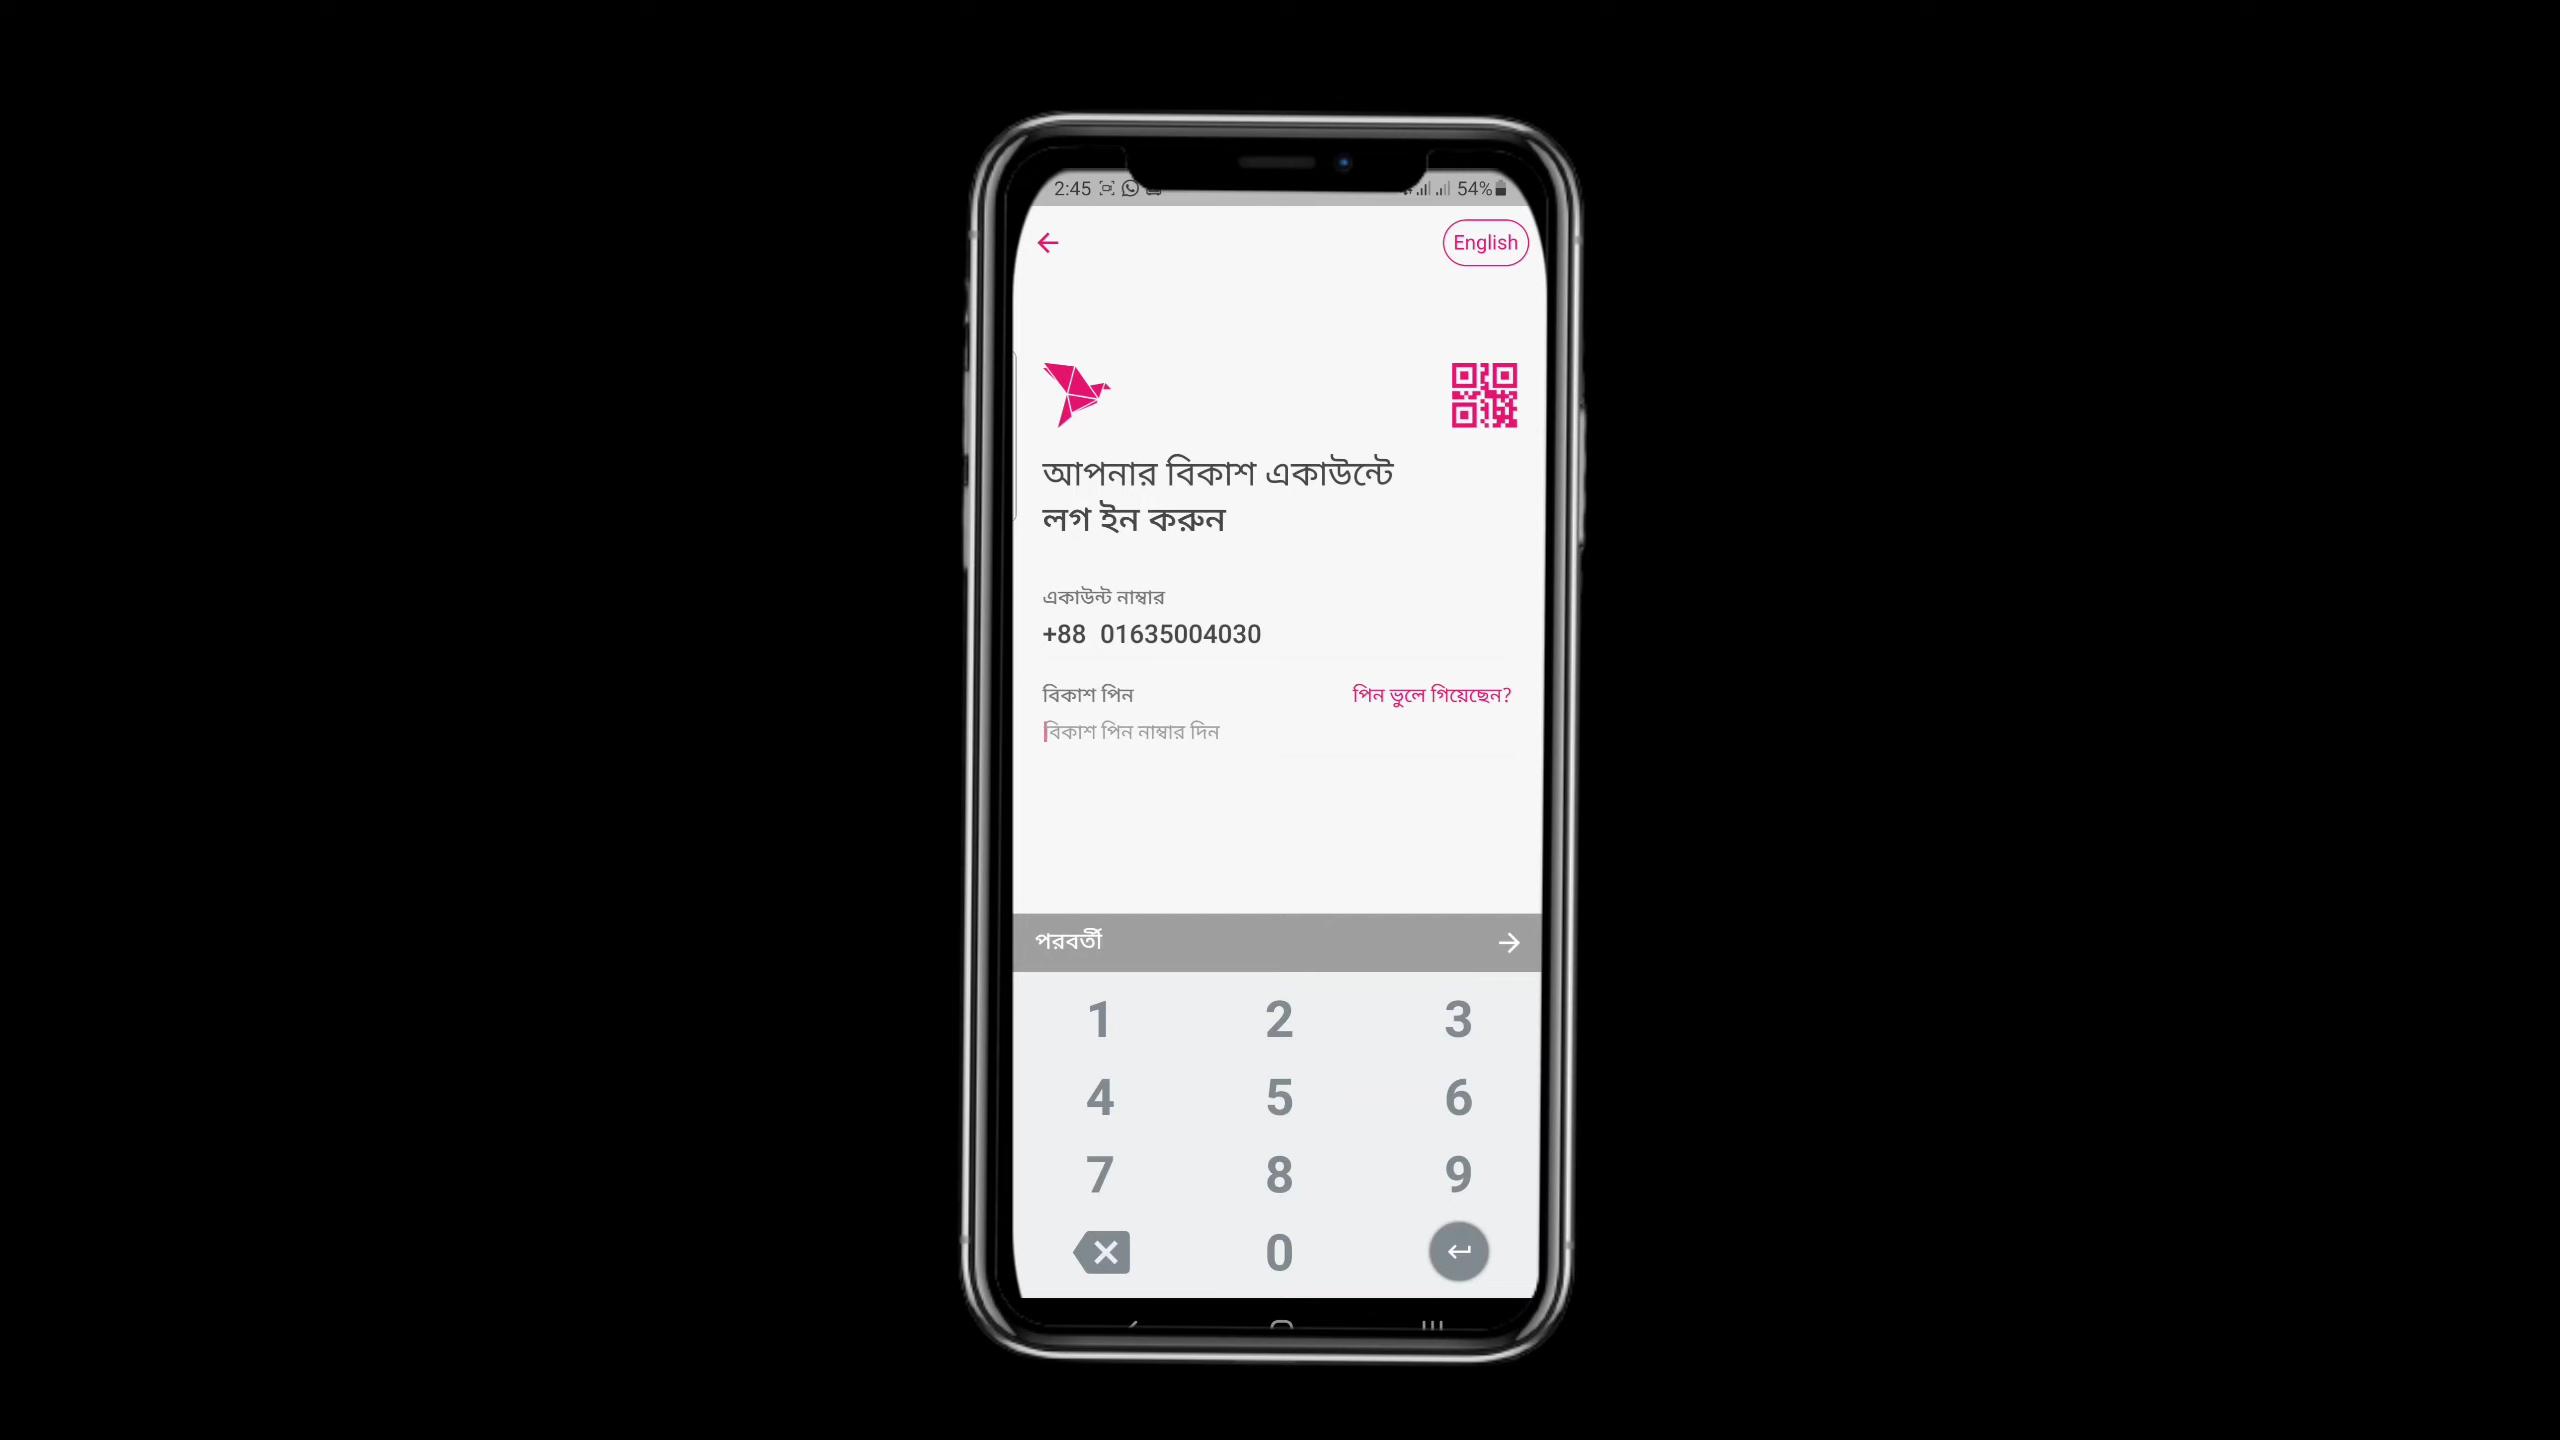 2:45
54%
English
আপনার বিকাশ একাউন্টে
লগ ইন করুন
একাউন্ট নাম্বার
+88 01635004030
বিকাশ পিন পিন ভুলে গিয়েছেন?
বিকাশ পিন নাম্বার দিন
পরবর্তী
1 2 3
4 5 6
7 8 9
0